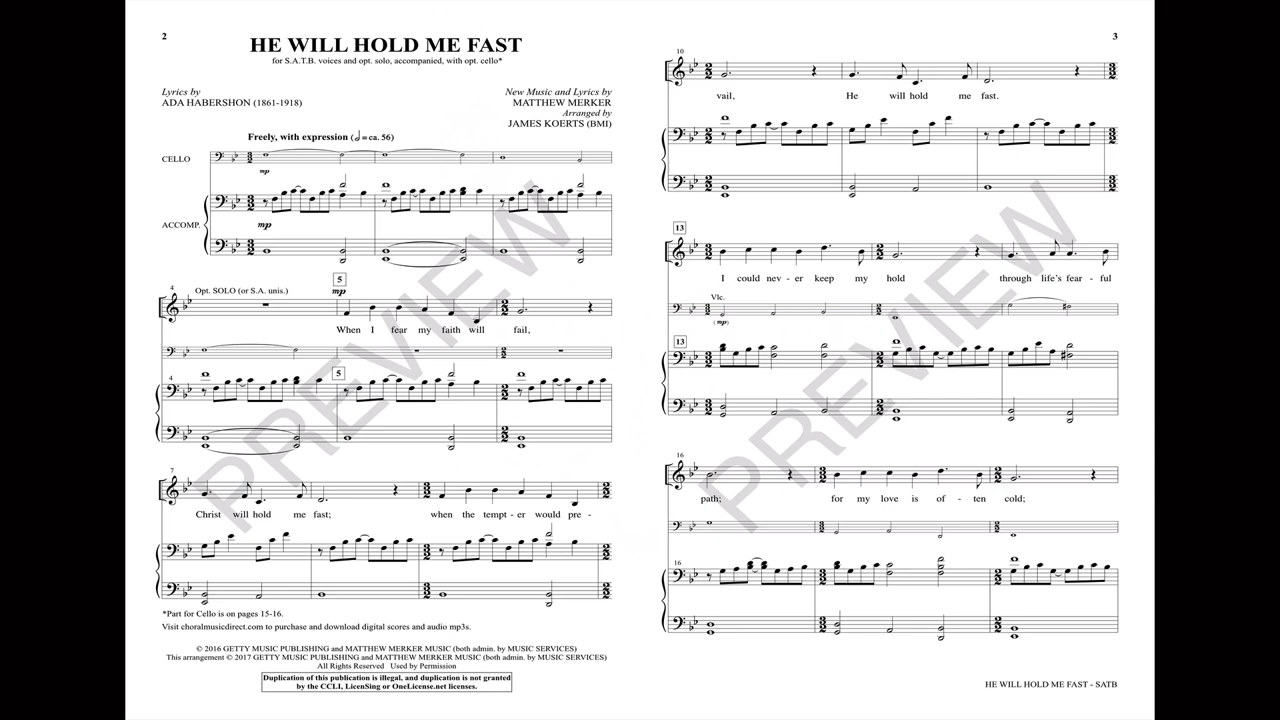 2
HE WILL HOLD ME FAST
for S.A.T.B. voices and opt. solo, accompanied, with opt. cello*
Lyrics by
ADA HABERSHON (1861-1918)
New Music and Lyrics by
MATTHEW MERKER
Arranged by
JAMES KOERTS (BMI)
Freely, with expression (𝅗𝅥 = ca. 56)
CELLO
mp
ACCOMP.
mp
4
Opt. SOLO (or S.A. unis.)
5
mp
When I fear my faith will fail,
4
5
7
Christ will hold me fast; when the tempt - er would pre -
*Part for Cello is on pages 15-16.
Visit choralmusicdirect.com to purchase and download digital scores and audio mp3s.
© 2016 GETTY MUSIC PUBLISHING and MATTHEW MERKER MUSIC (both admin. by MUSIC SERVICES)
This arrangement © 2017 GETTY MUSIC PUBLISHING and MATTHEW MERKER MUSIC (both admin. by MUSIC SERVICES)
All Rights Reserved Used by Permission
Duplication of this publication is illegal, and duplication is not granted
by the CCLI, LicenSing or OneLicense.net licenses.
PREVIEW
3
10
vail, He will hold me fast.
13
I could nev - er keep my hold through life's fear - ful
Vlc.
(mp)
13
16
path; for my love is of - ten cold;
16
HE WILL HOLD ME FAST - SATB
PREVIEW